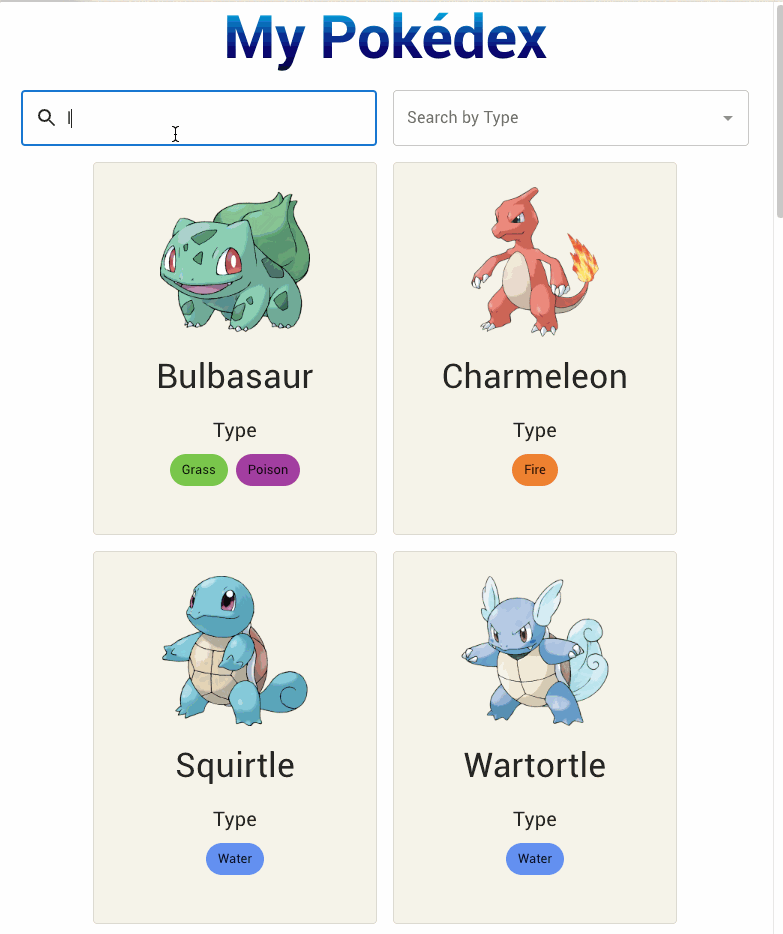 My Pokédex
l
Search by Type
Bulbasaur
Charmeleon
Type
Type
Grass
Poison
Fire
Squirtle
Wartortle
Type
Type
Water
Water